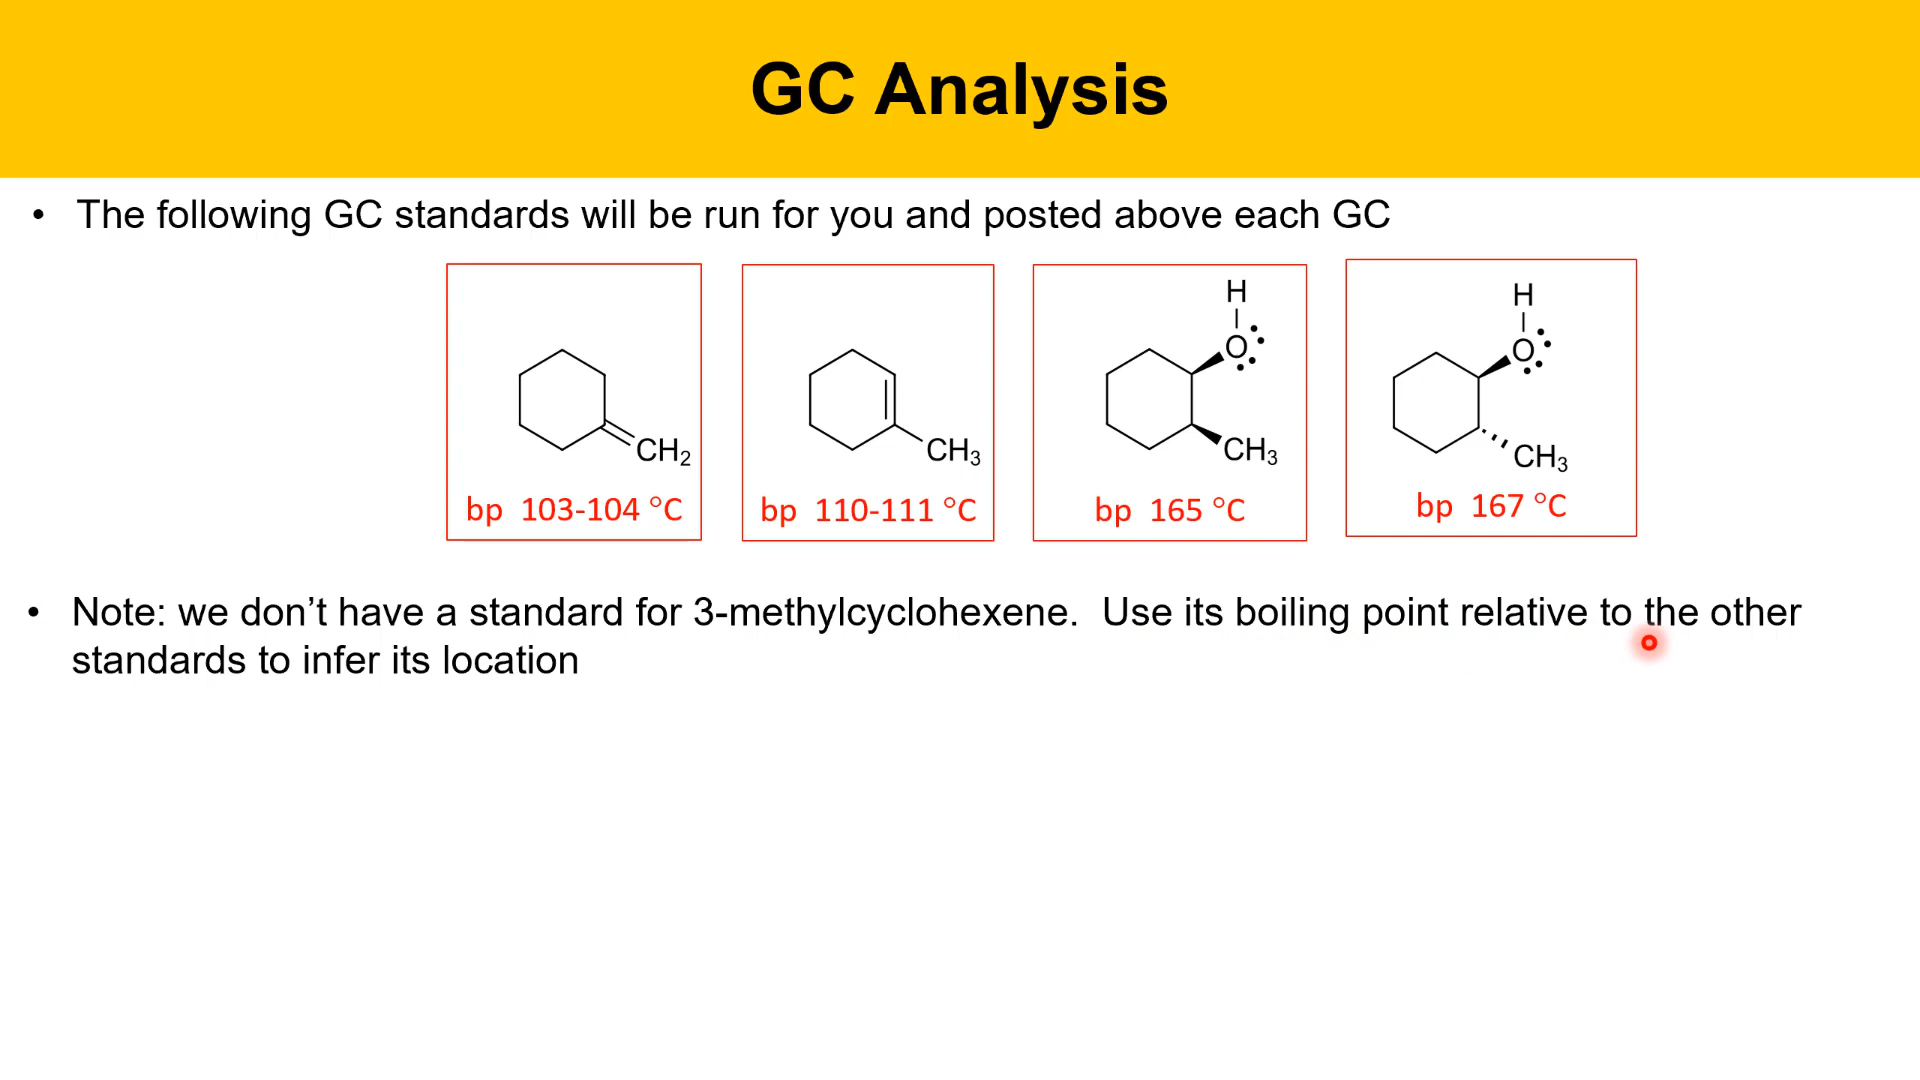 GC Analysis
• The following GC standards will be run for you and posted above each GC
CH₂
bp 103-104 °C
CH₃
bp 110-111 °C
H
O
CH₃
bp 165 °C
H
O
CH₃
bp 167 °C
• Note: we don’t have a standard for 3-methylcyclohexene. Use its boiling point relative to the other
standards to infer its location